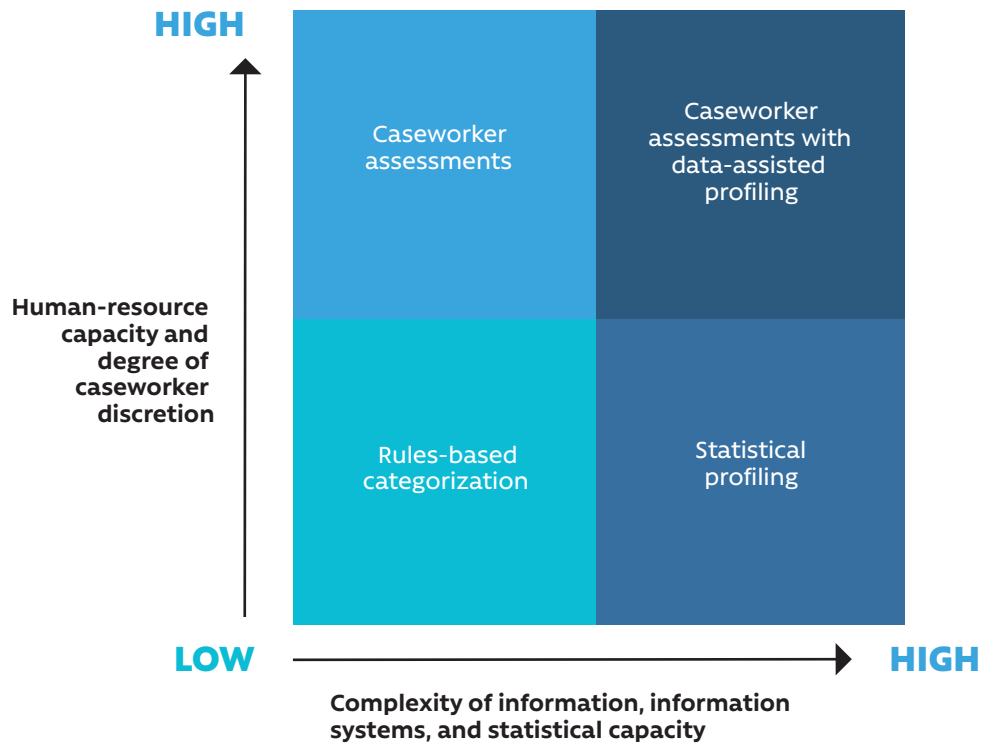 HIGH
Caseworker
assessments
Caseworker
assessments with
data-assisted
profiling
Human-resource
capacity and
degree of
caseworker
discretion
Rules-based
categorization
Statistical
profiling
LOW
HIGH
Complexity of information, information
systems, and statistical capacity